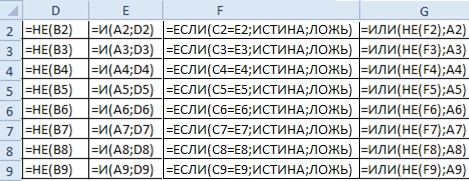 D E F G
2 =НЕ(B2) =И(A2;D2) =ЕСЛИ(C2=E2;ИСТИНА;ЛОЖЬ) =ИЛИ(НЕ(F2);A2)
3 =НЕ(B3) =И(A3;D3) =ЕСЛИ(C3=E3;ИСТИНА;ЛОЖЬ) =ИЛИ(НЕ(F3);A3)
4 =НЕ(B4) =И(A4;D4) =ЕСЛИ(C4=E4;ИСТИНА;ЛОЖЬ) =ИЛИ(НЕ(F4);A4)
5 =НЕ(B5) =И(A5;D5) =ЕСЛИ(C5=E5;ИСТИНА;ЛОЖЬ) =ИЛИ(НЕ(F5);A5)
6 =НЕ(B6) =И(A6;D6) =ЕСЛИ(C6=E6;ИСТИНА;ЛОЖЬ) =ИЛИ(НЕ(F6);A6)
7 =НЕ(B7) =И(A7;D7) =ЕСЛИ(C7=E7;ИСТИНА;ЛОЖЬ) =ИЛИ(НЕ(F7);A7)
8 =НЕ(B8) =И(A8;D8) =ЕСЛИ(C8=E8;ИСТИНА;ЛОЖЬ) =ИЛИ(НЕ(F8);A8)
9 =НЕ(B9) =И(A9;D9) =ЕСЛИ(C9=E9;ИСТИНА;ЛОЖЬ) =ИЛИ(НЕ(F9);A9)